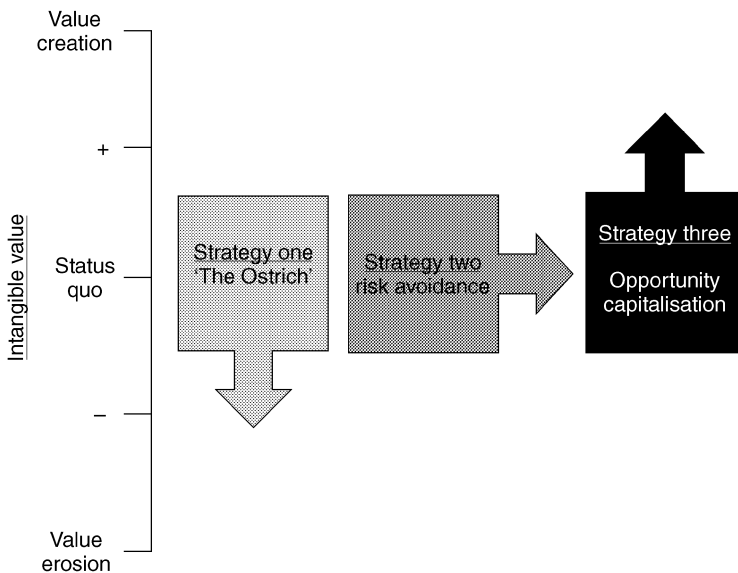 Value
creation
+
Intangible value
Status
quo
–
Value
erosion
Strategy one
‘The Ostrich’
Strategy two
risk avoidance
Strategy three
Opportunity
capitalisation